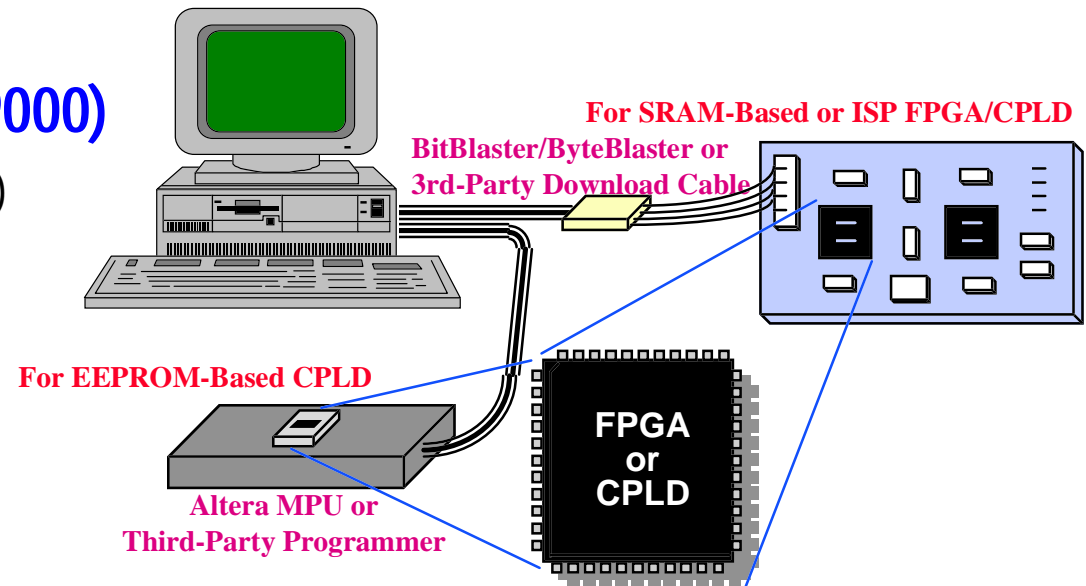 9000)
)
For SRAM-Based or ISP FPGA/CPLD
BitBlaster/ByteBlaster or
3rd-Party Download Cable
For EEPROM-Based CPLD
FPGA
or
CPLD
Altera MPU or
Third-Party Programmer